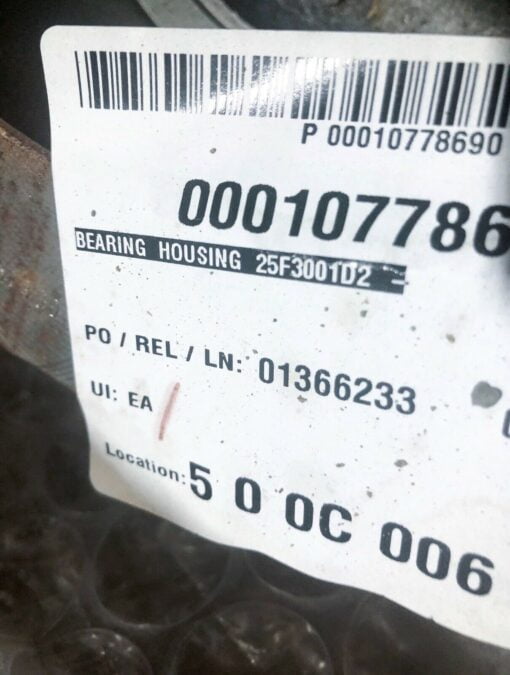 P 00010778690
000107786
BEARING HOUSING 25F3001D2 -
PO / REL / LN: 01366233
UI: EA /
Location: 5 0 0C 006